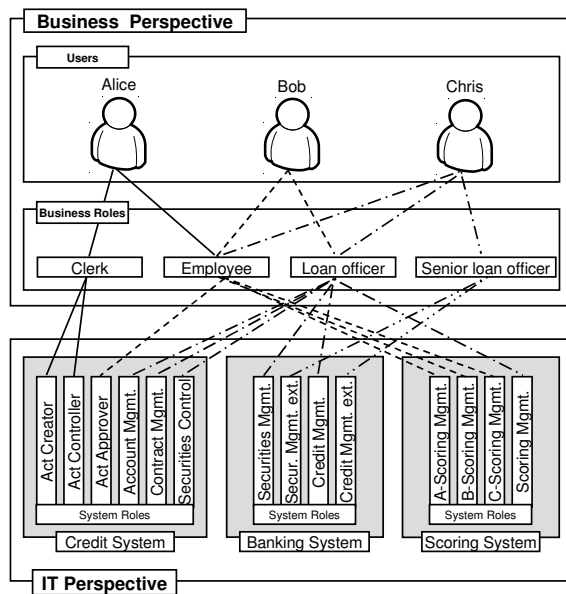 Business Perspective
Users
Alice
Bob
Chris
Business Roles
Clerk
Employee
Loan officer
Senior loan officer
Act Creator
Act Controller
Act Approver
Account Mgmt.
Contract Mgmt.
Securities Control
System Roles
Credit System
Securities Mgmt.
Secur. Mgmt. ext.
Credit Mgmt.
Credit Mgmt. ext.
System Roles
Banking System
A-Scoring Mgmt.
B-Scoring Mgmt.
C-Scoring Mgmt.
Scoring Mgmt.
System Roles
Scoring System
IT Perspective